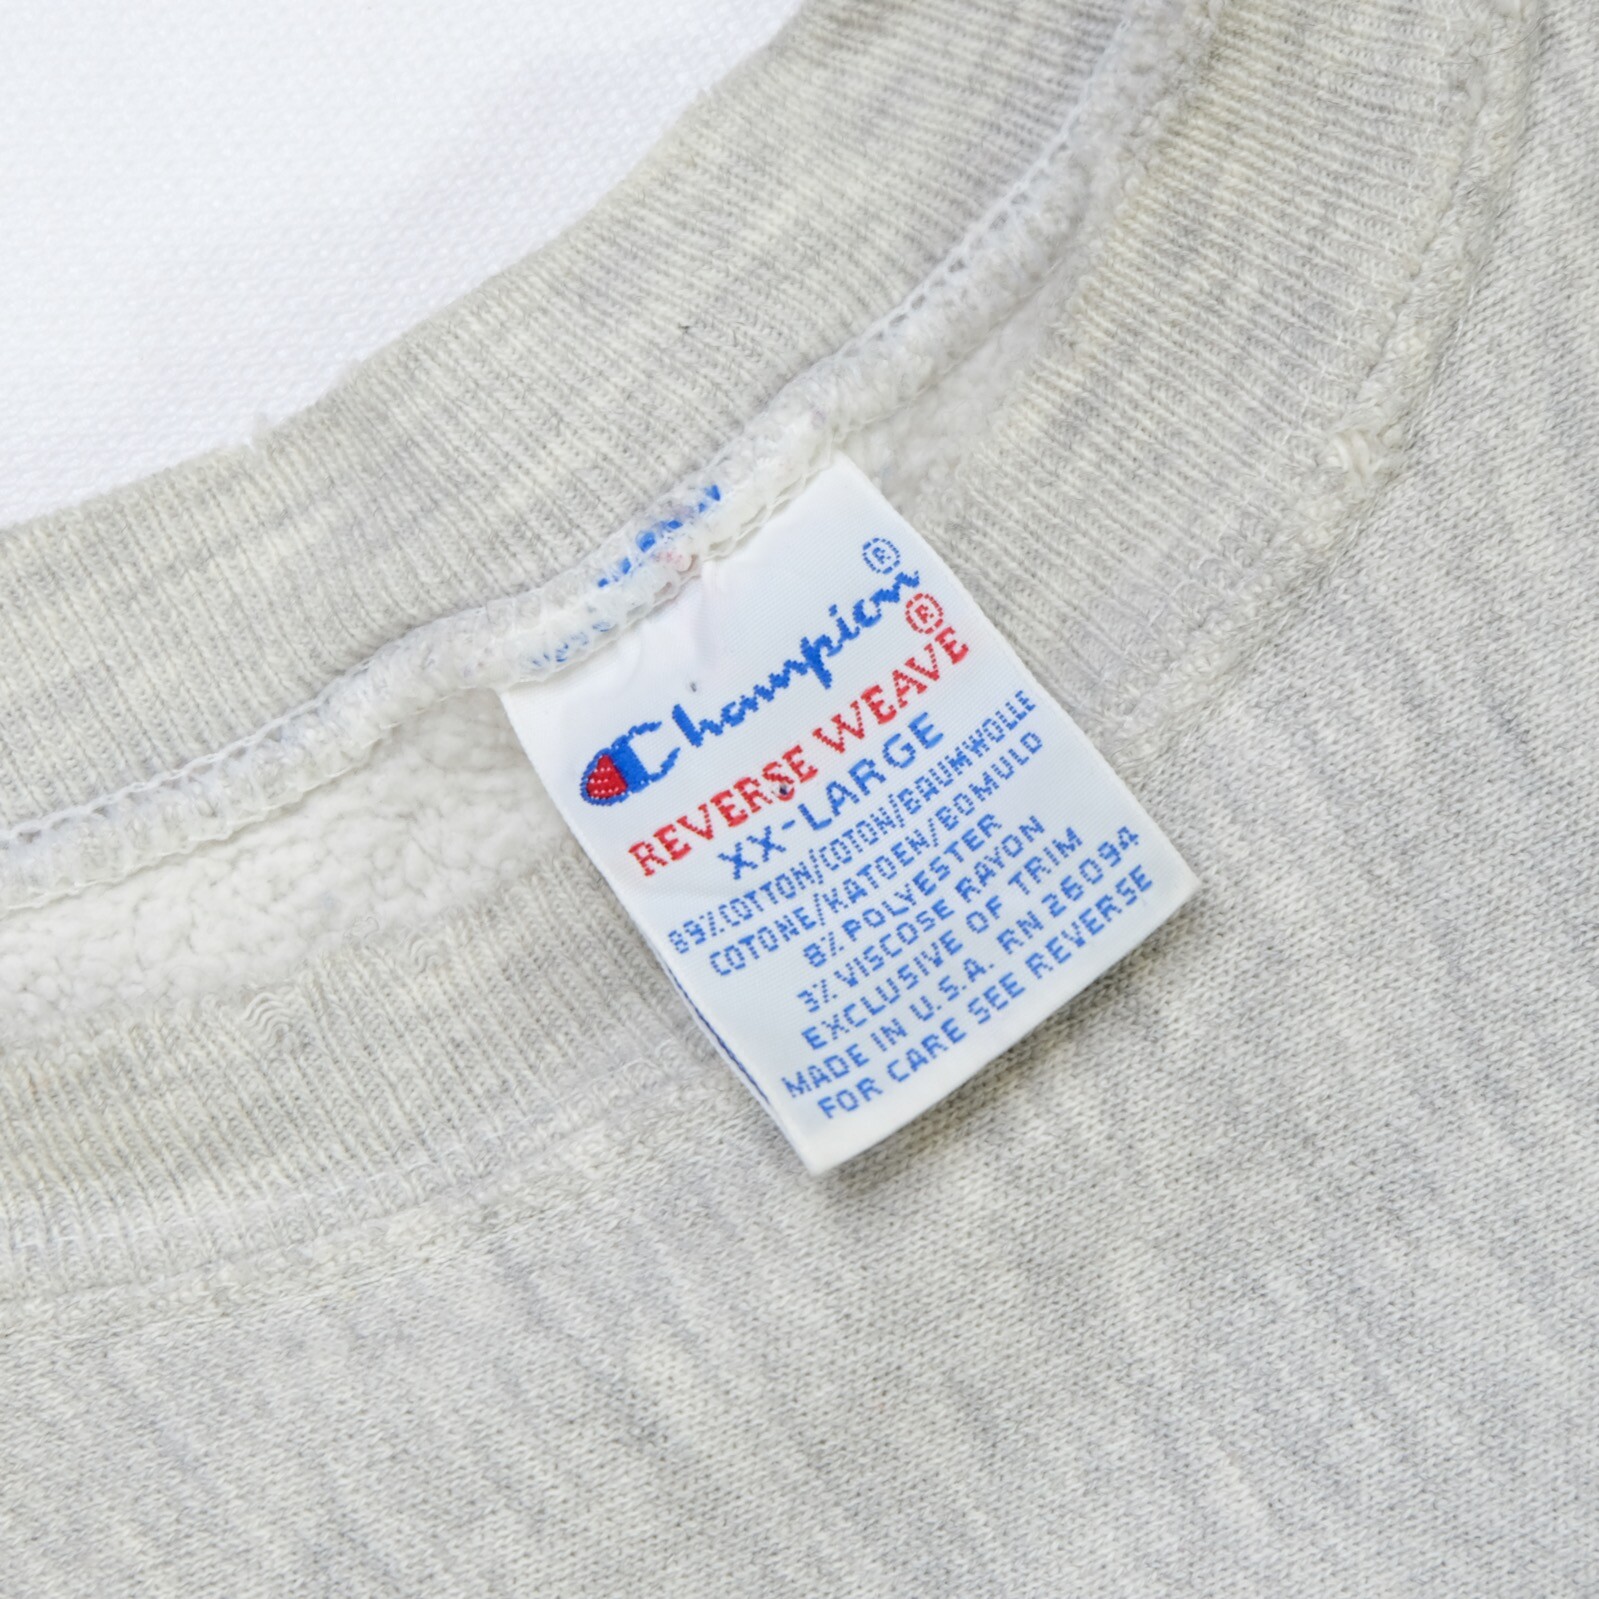 Champion®
REVERSE WEAVE®
XX-LARGE
89% COTTON/COTON/BAUMWOLLE
COTONE/KATOEN/BOMULD
8% POLYESTER
3% VISCOSE RAYON
EXCLUSIVE OF TRIM
MADE IN U.S.A. RN 26094
FOR CARE SEE REVERSE